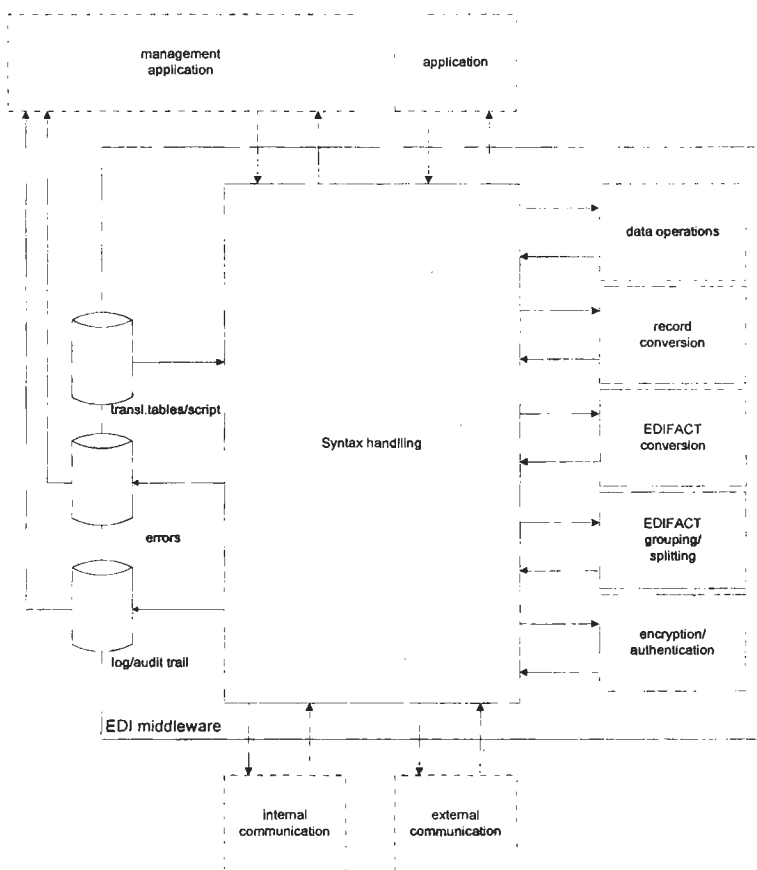 management
application
application
data operations
record
conversion
transl.tables/script
EDIFACT
conversion
Syntax handling
EDIFACT
grouping/
splitting
errors
encryption/
authentication
log/audit trail
EDI middleware
internal
communication
external
communication